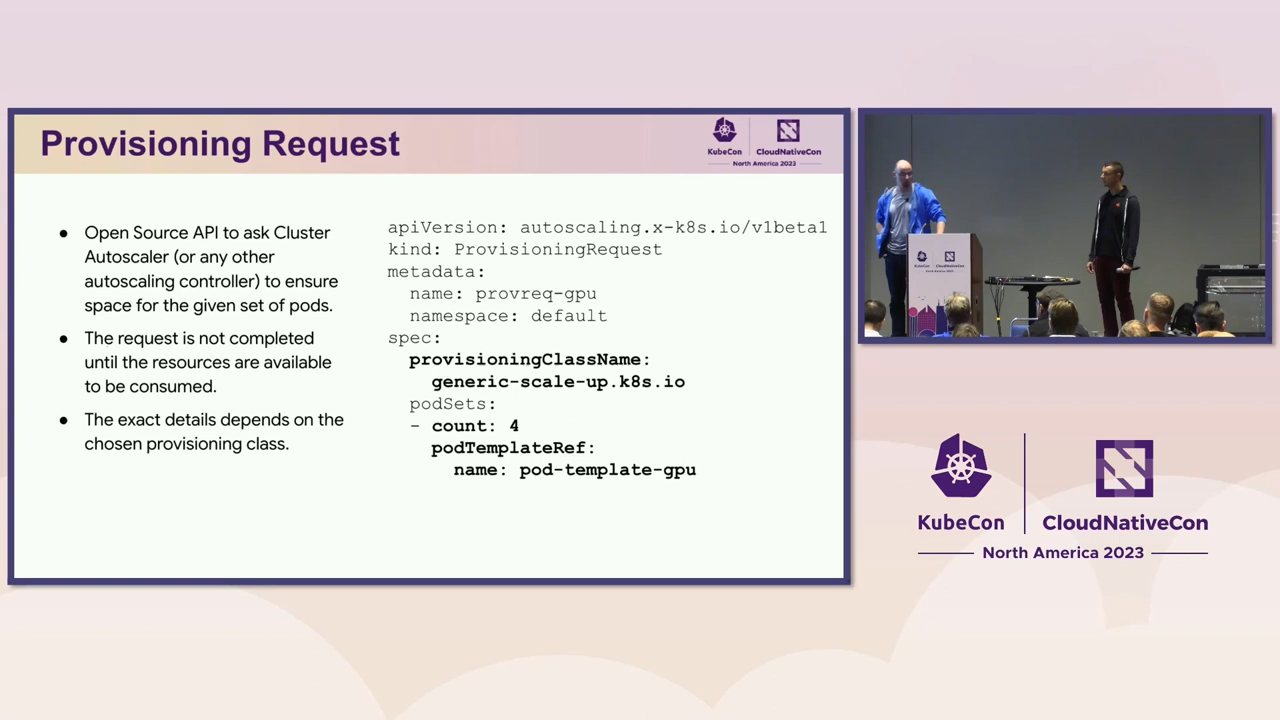 Provisioning Request
KubeCon
CloudNativeCon
North America 2023
● Open Source API to ask Cluster
Autoscaler (or any other
autoscaling controller) to ensure
space for the given set of pods.
● The request is not completed
until the resources are available
to be consumed.
● The exact details depends on the
chosen provisioning class.
apiVersion: autoscaling.x-k8s.io/v1beta1
kind: ProvisioningRequest
metadata:
  name: provreq-gpu
  namespace: default
spec:
  provisioningClassName:
    generic-scale-up.k8s.io
  podSets:
  - count: 4
    podTemplateRef:
      name: pod-template-gpu
KubeCon
CloudNativeCon
North America 2023